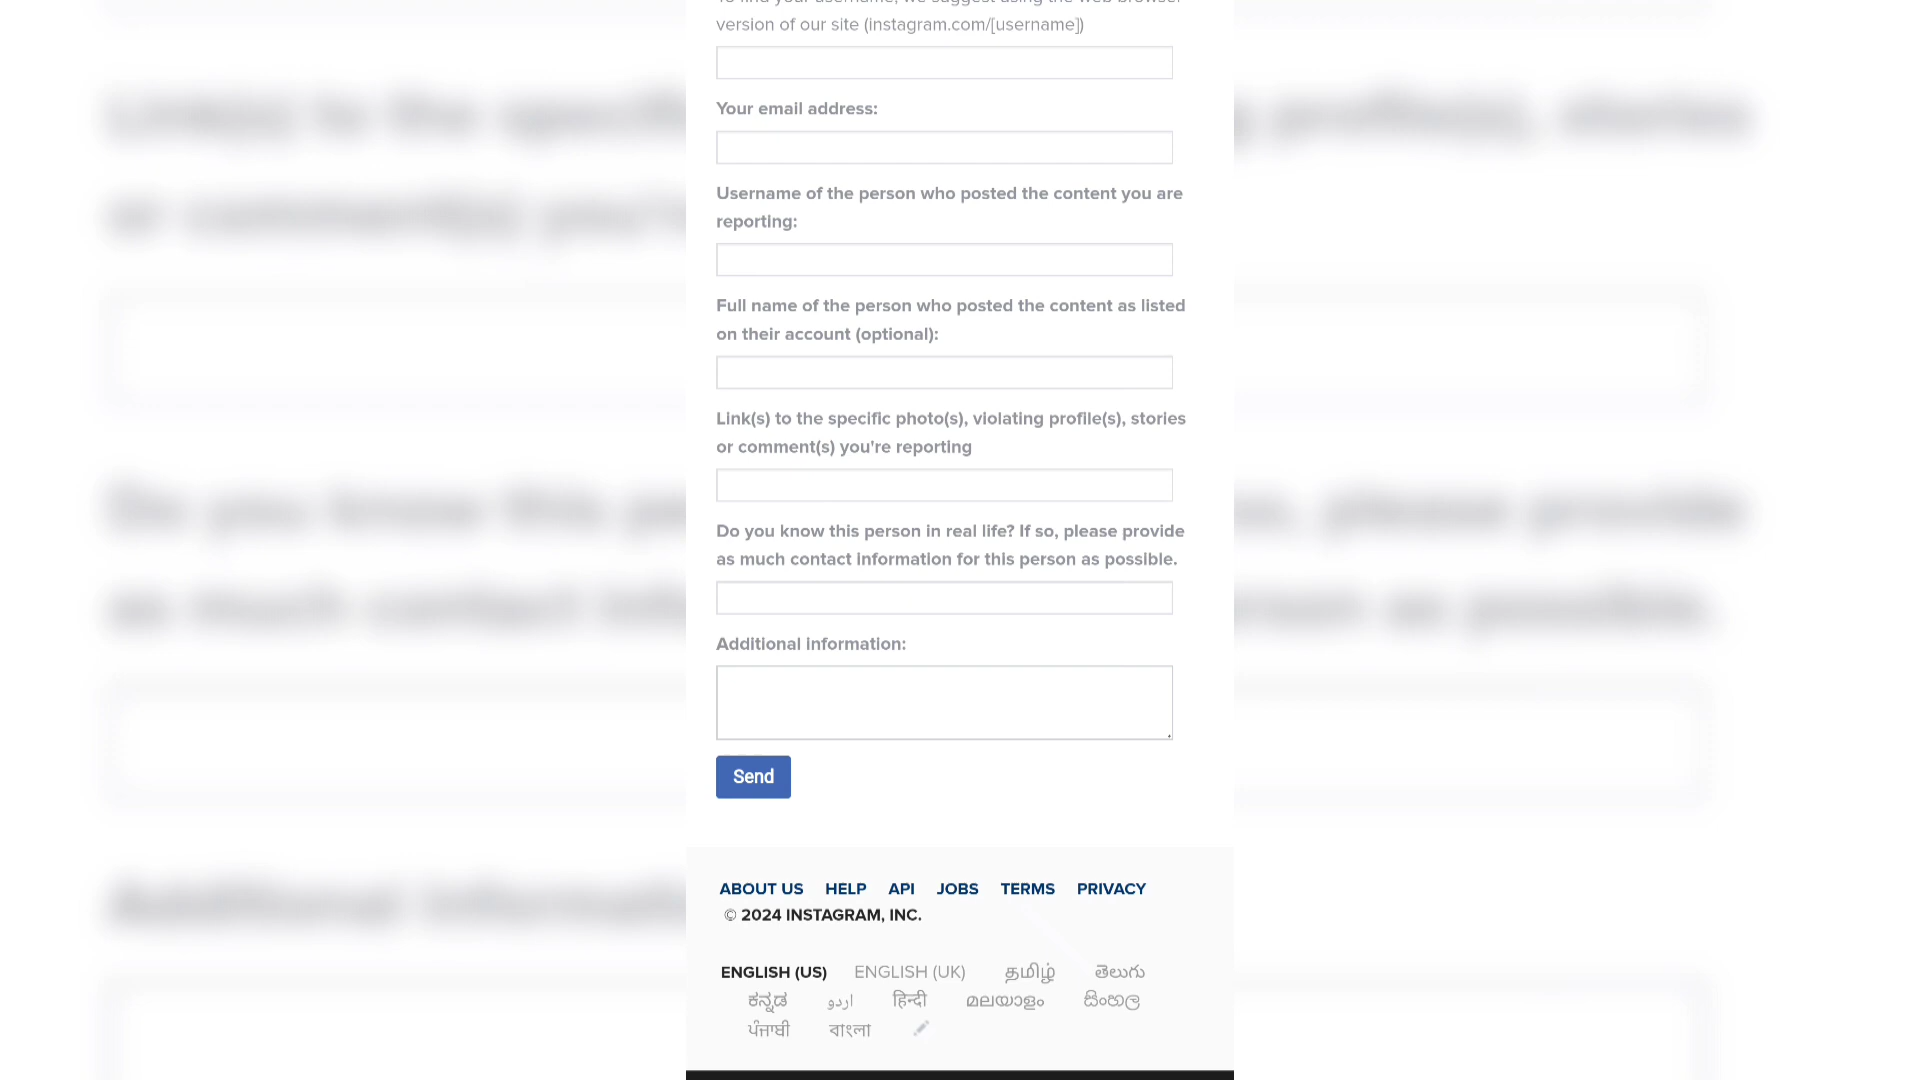 version of our site (instagram.com/[username])
Your email address:
Username of the person who posted the content you are
reporting:
Full name of the person who posted the content as listed
on their account (optional):
Link(s) to the specific photo(s), violating profile(s), stories
or comment(s) you're reporting
Do you know this person in real life? If so, please provide
as much contact information for this person as possible.
Additional information:
Send
ABOUT US HELP API JOBS TERMS PRIVACY
© 2024 INSTAGRAM, INC.
ENGLISH (US) ENGLISH (UK) தமிழ் తెలుగు
ಕನ್ನಡ اردو हिन्दी മലയാളം සිංහල
ਪੰਜਾਬੀ বাংলা